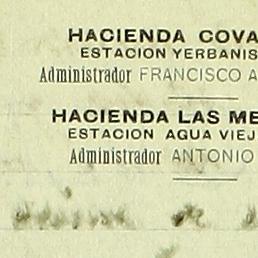 HACIENDA COVA
ESTACION YERBANIS
Administrador FRANCISCO A
HACIENDA LAS ME
ESTACION AGUA VIEJ
Administrador ANTONIO